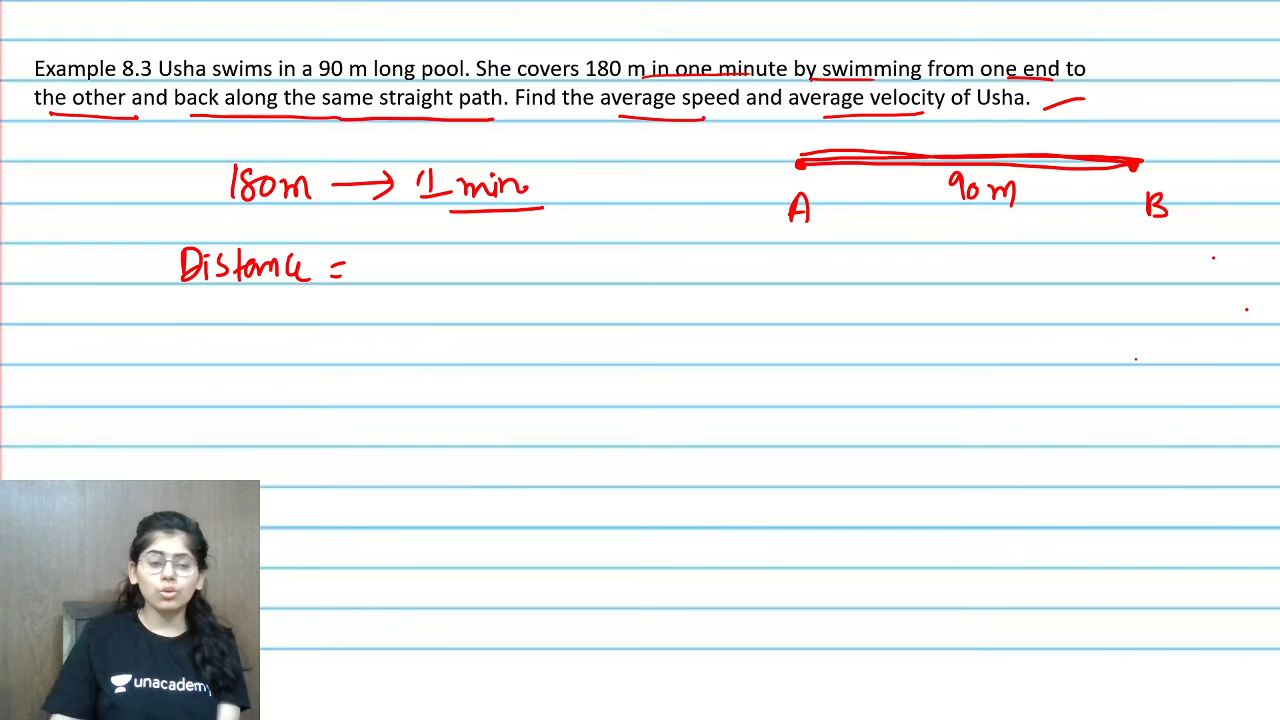 Example 8.3 Usha swims in a 90 m long pool. She covers 180 m in one minute by swimming from one end to
the other and back along the same straight path. Find the average speed and average velocity of Usha.
180m → 1 min
90 m
A
B
Distance =
unacademy